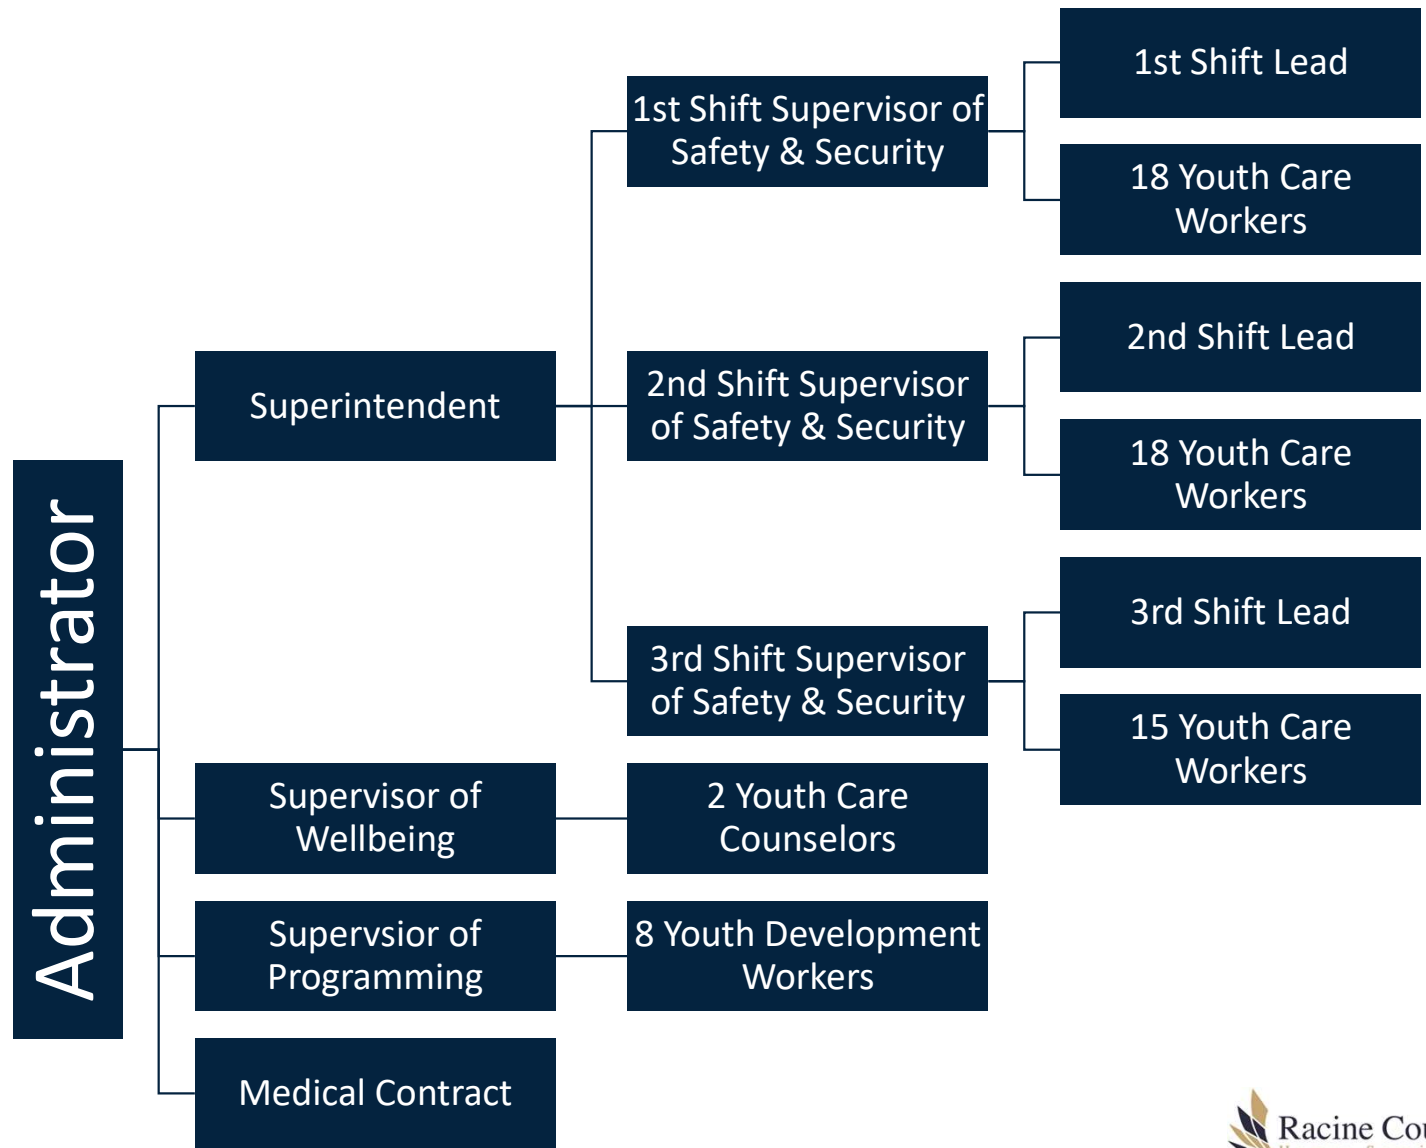 Administrator
Superintendent
1st Shift Supervisor of
Safety & Security
1st Shift Lead
18 Youth Care
Workers
2nd Shift Supervisor
of Safety & Security
2nd Shift Lead
18 Youth Care
Workers
3rd Shift Supervisor
of Safety & Security
3rd Shift Lead
15 Youth Care
Workers
Supervisor of
Wellbeing
2 Youth Care
Counselors
Supervsior of
Programming
8 Youth Development
Workers
Medical Contract
Racine Cou